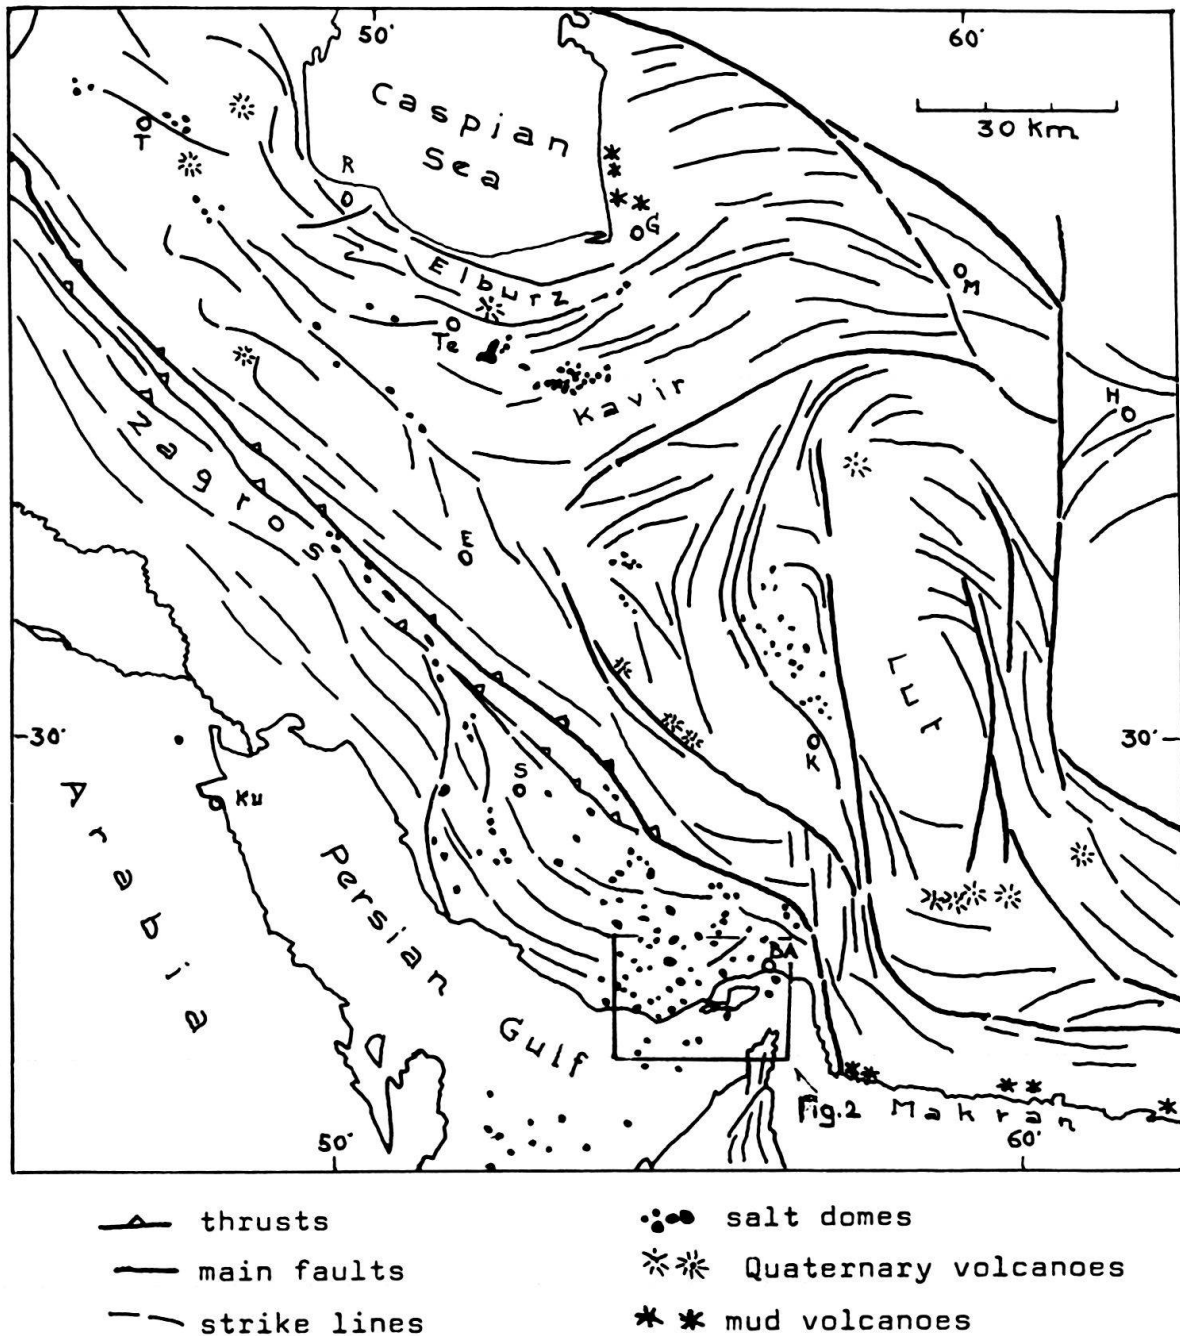 50°
60°
Caspian
Sea
30 km
T
R
G
Elburz
M
Te
Kavir
H
Zagros
E
Lut
-30°
30°-
K
S
Ku
Arabia
Persian
Gulf
BA
Fig.2
Makran
50°
60°
thrusts
salt domes
main faults
Quaternary volcanoes
strike lines
mud volcanoes